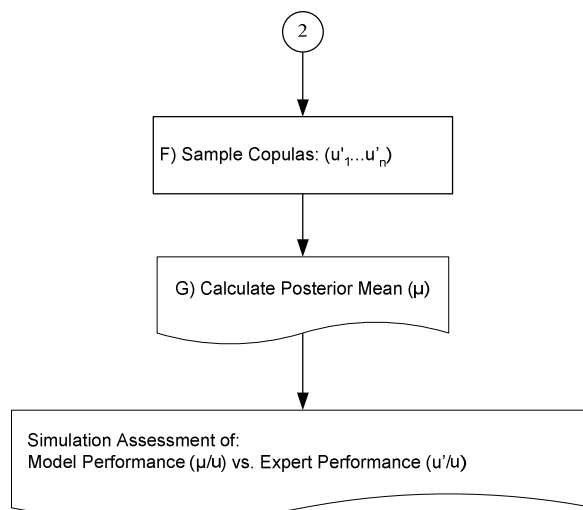 2
F) Sample Copulas: (u'₁...u’ₙ)
G) Calculate Posterior Mean (µ)
Simulation Assessment of:
Model Performance (µ/u) vs. Expert Performance (u’/u)